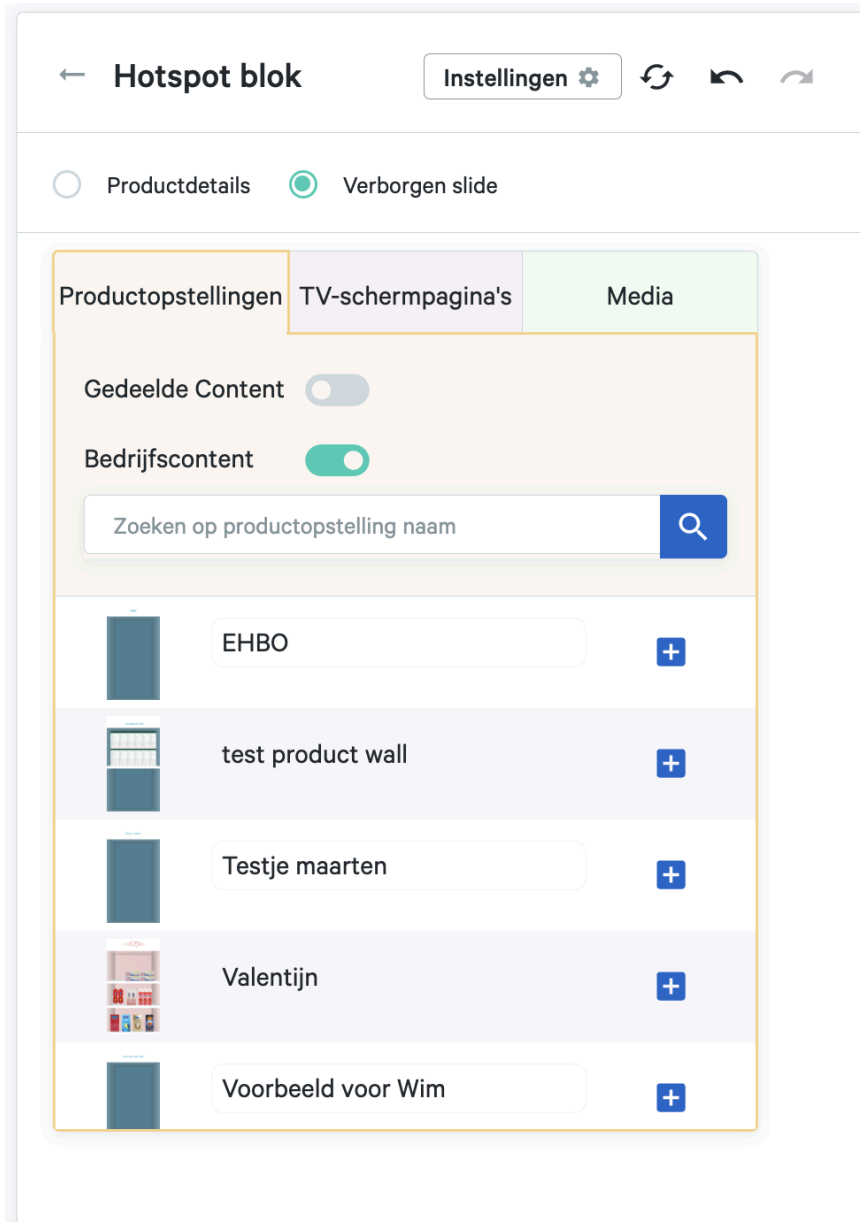 Hotspot blok
Instellingen
Productdetails
Verborgen slide
Productopstellingen
TV-schermpagina's
Media
Gedeelde Content
Bedrijfscontent
Zoeken op productopstelling naam
EHBO
test product wall
Testje maarten
Valentijn
Voorbeeld voor Wim